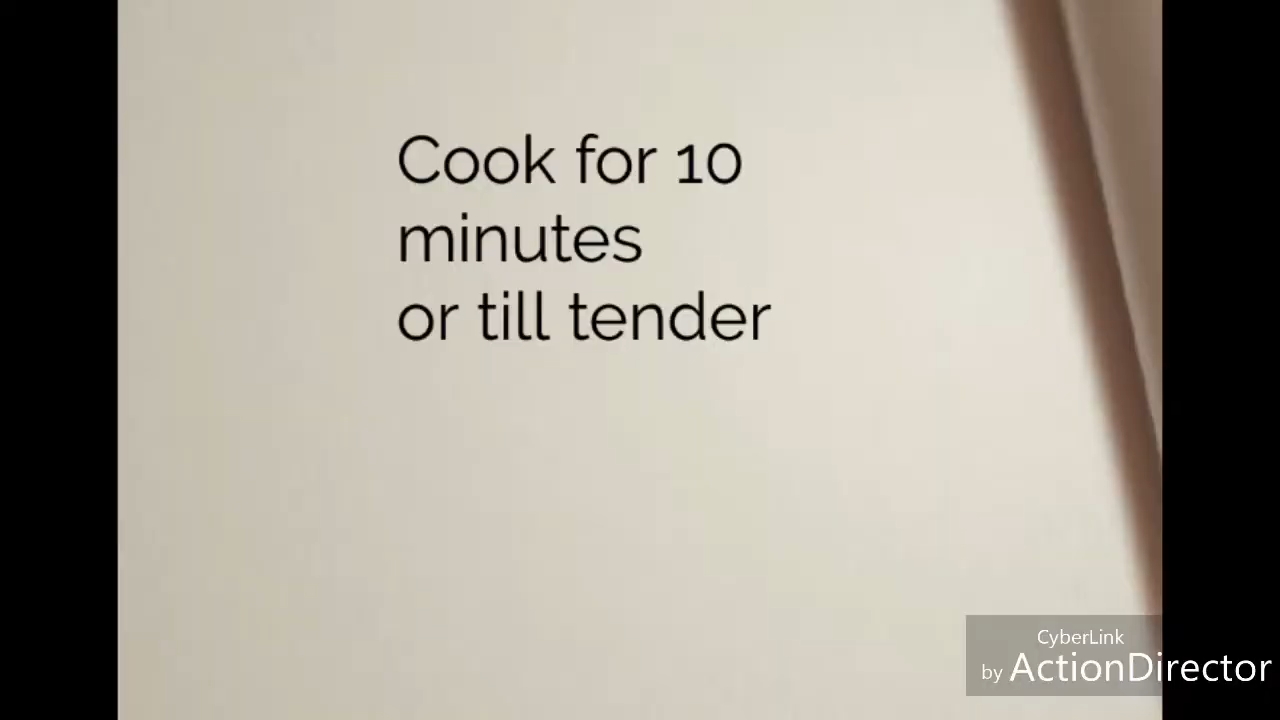 Cook for 10
minutes
or till tender
CyberLink
by ActionDirector